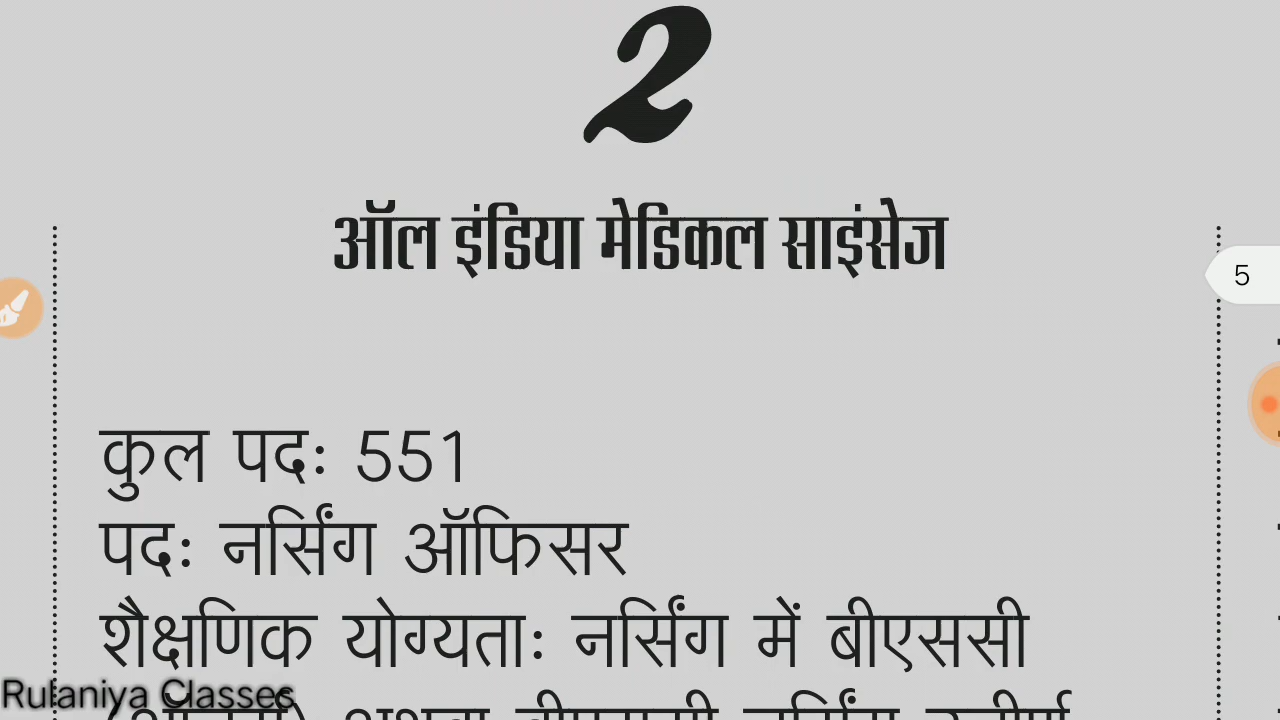 2
ऑल इंडिया मेडिकल साइंसेज
5
कुल पदः 551
पदः नर्सिंग ऑफिसर
शैक्षणिक योग्यताः नर्सिंग में बीएससी
Rulaniya Classes